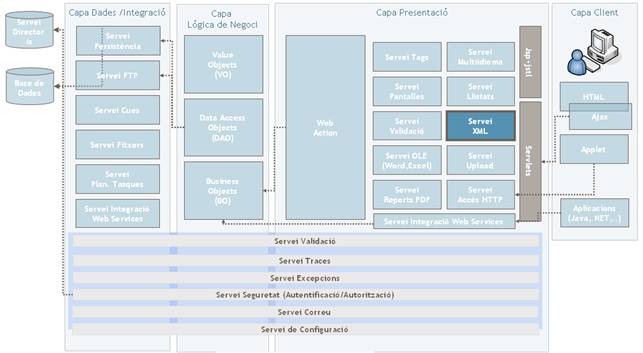 Capa Dades /Integració
Capa
Lògica de Negoci
Capa Presentació
Capa Client
Servei
Director
is
Base de
Dades
Servei
Persistència
Servei FTP
Servei Cues
Servei Fitxers
Servei
Plan. Tasques
Servei Integració
Web Services
Value
Objects
(VO)
Data Access
Objects
(DAO)
Business
Objects
(BO)
Web
Action
Servei Tags
Servei
Multiidioma
Servei
Pantalles
Servei
Llistats
Servei
Validació
Servei
XML
Servei OLE
(Word,Excel)
Servei
Upload
Servei
Reports PDF
Servei
Accés HTTP
Servei Integració Web Services
Jsp-jstl
Servlets
HTML
Ajax
Applet
Aplicacions
(Java,.NET,..)
Servei Validació
Servei Traces
Servei Excepcions
Servei Seguretat (Autentificació/Autorització)
Servei Correu
Servei de Configuració